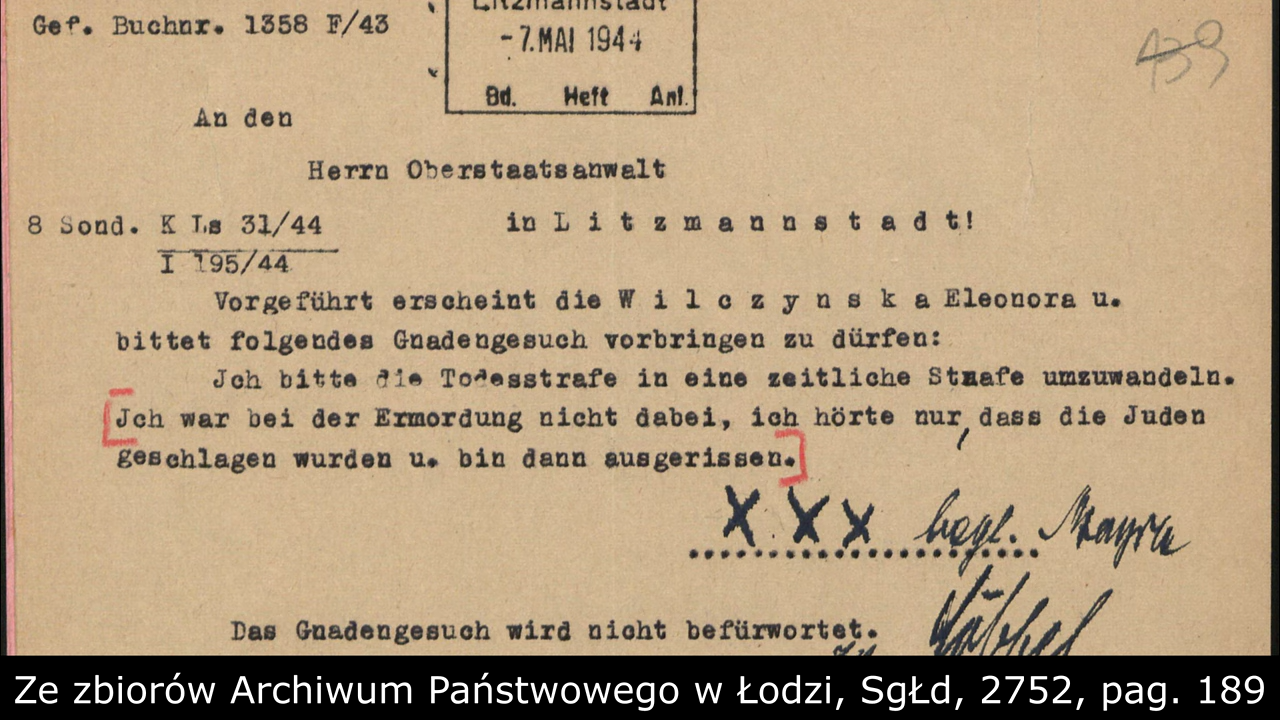 Gef. Buchnr. 1358 F/43
Litzmannstadt
-7.MAI 1944
Bd. Heft Anl.
439
An den
Herrn Oberstaatsanwalt
8 Sond. K Ls 31/44
in L i t z m a n n s t a d t!
I 195/44
Vorgeführt erscheint die W i l c z y n s k a Eleonora u.
bittet folgendes Gnadengesuch vorbringen zu dürfen:
Jch bitte die Todesstrafe in eine zeitliche Strafe umzuwandeln.
Jch war bei der Ermordung nicht dabei, ich hörte nur, dass die Juden
geschlagen wurden u. bin dann ausgerissen.
X X X begl.
Das Gnadengesuch wird nicht befürwortet.
Ze zbiorów Archiwum Państwowego w Łodzi, SgŁd, 2752, pag. 189